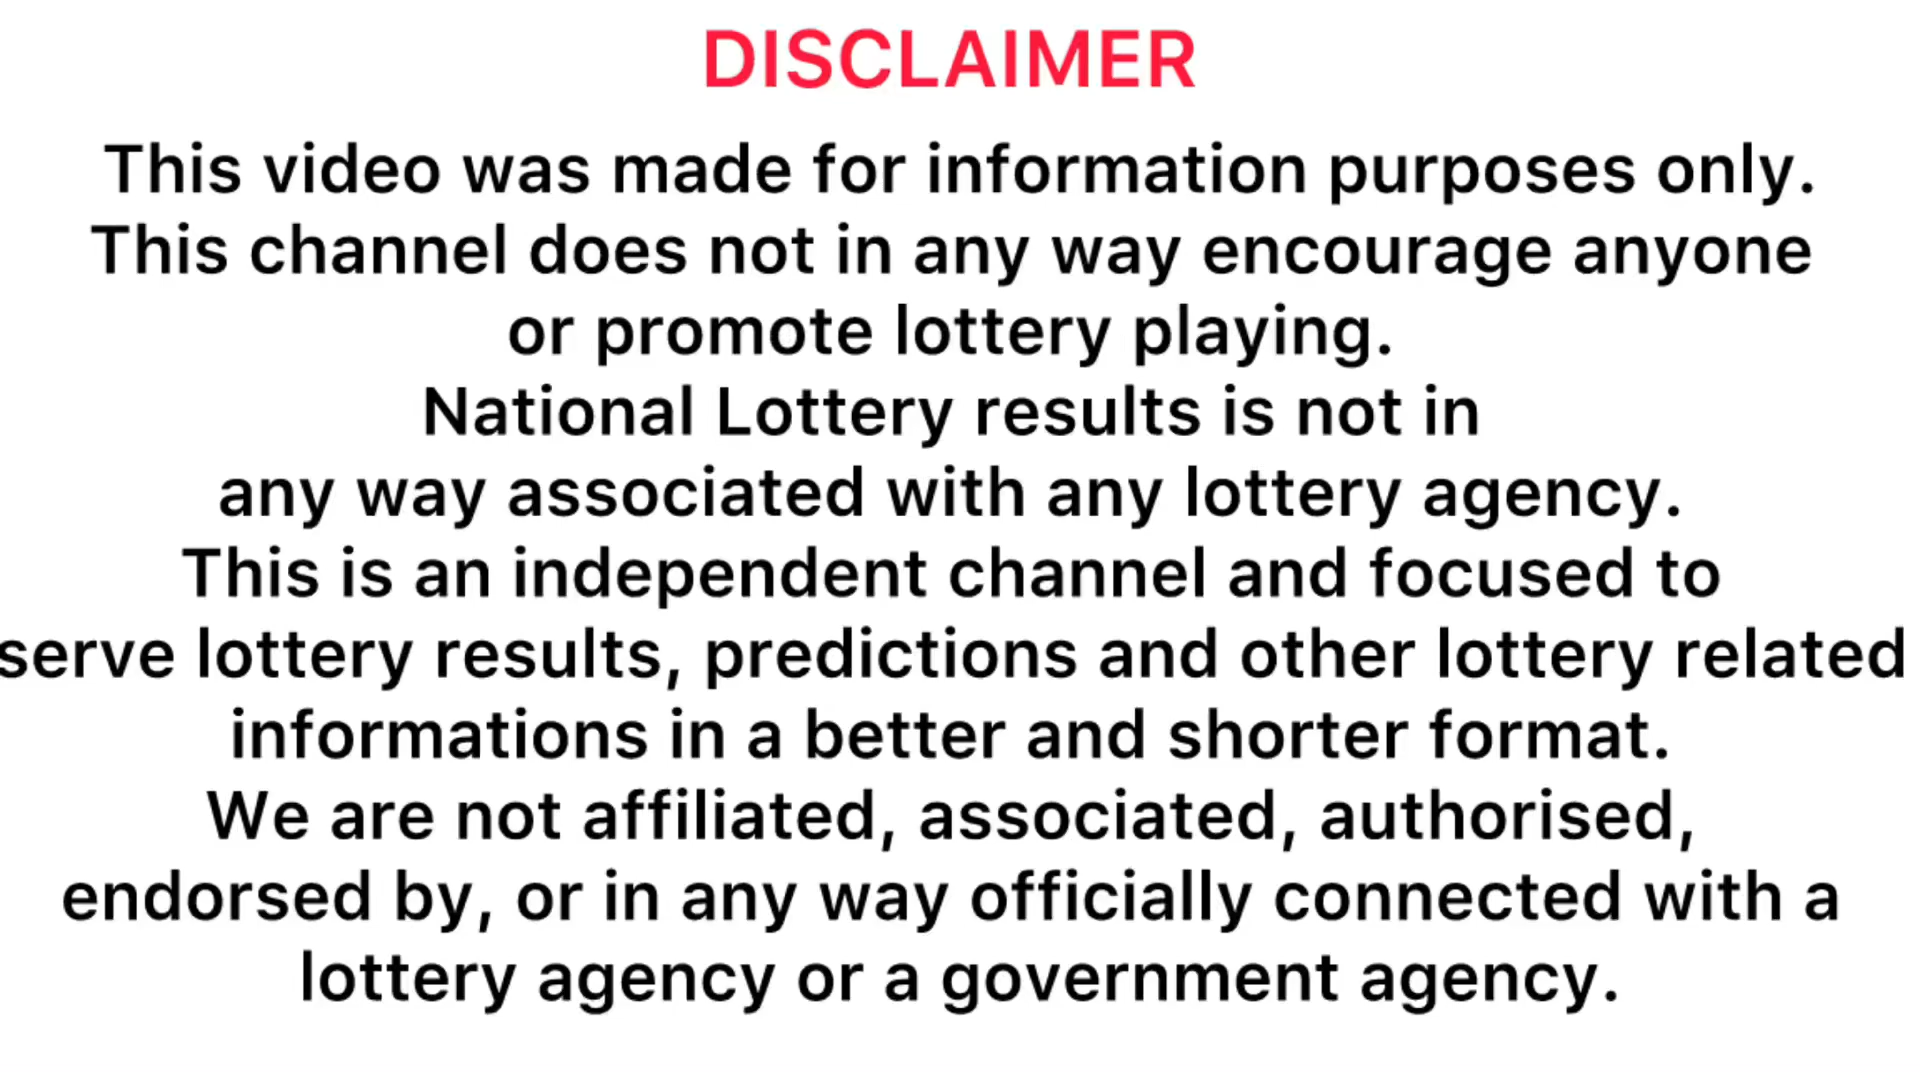 DISCLAIMER
This video was made for information purposes only.
This channel does not in any way encourage anyone
or promote lottery playing.
National Lottery results is not in
any way associated with any lottery agency.
This is an independent channel and focused to
serve lottery results, predictions and other lottery related
informations in a better and shorter format.
We are not affiliated, associated, authorised,
endorsed by, or in any way officially connected with a
lottery agency or a government agency.